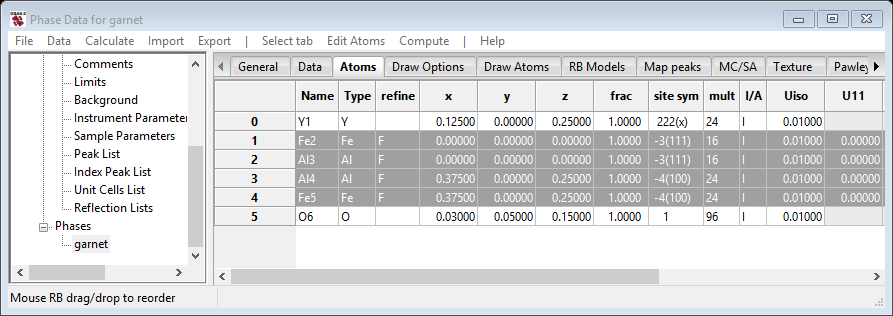 Phase Data for garnet
File Data Calculate Import Export | Select tab Edit Atoms Compute | Help
Comments
Limits
Background
Instrument Parameter
Sample Parameters
Peak List
Index Peak List
Unit Cells List
Reflection Lists
Phases
garnet
General Data Atoms Draw Options Draw Atoms RB Models Map peaks MC/SA Texture Pawley
Name Type refine x y z frac site sym mult I/A Uiso U11
0 Y1 Y 0.12500 0.00000 0.25000 1.0000 222(x) 24 I 0.01000
1 Fe2 Fe F 0.00000 0.00000 0.00000 1.0000 -3(111) 16 I 0.01000 0.00000
2 Al3 Al F 0.00000 0.00000 0.00000 1.0000 -3(111) 16 I 0.01000 0.00000
3 Al4 Al F 0.37500 0.00000 0.25000 1.0000 -4(100) 24 I 0.01000 0.00000
4 Fe5 Fe F 0.37500 0.00000 0.25000 1.0000 -4(100) 24 I 0.01000 0.00000
5 O6 O 0.03000 0.05000 0.15000 1.0000 1 96 I 0.01000
Mouse RB drag/drop to reorder